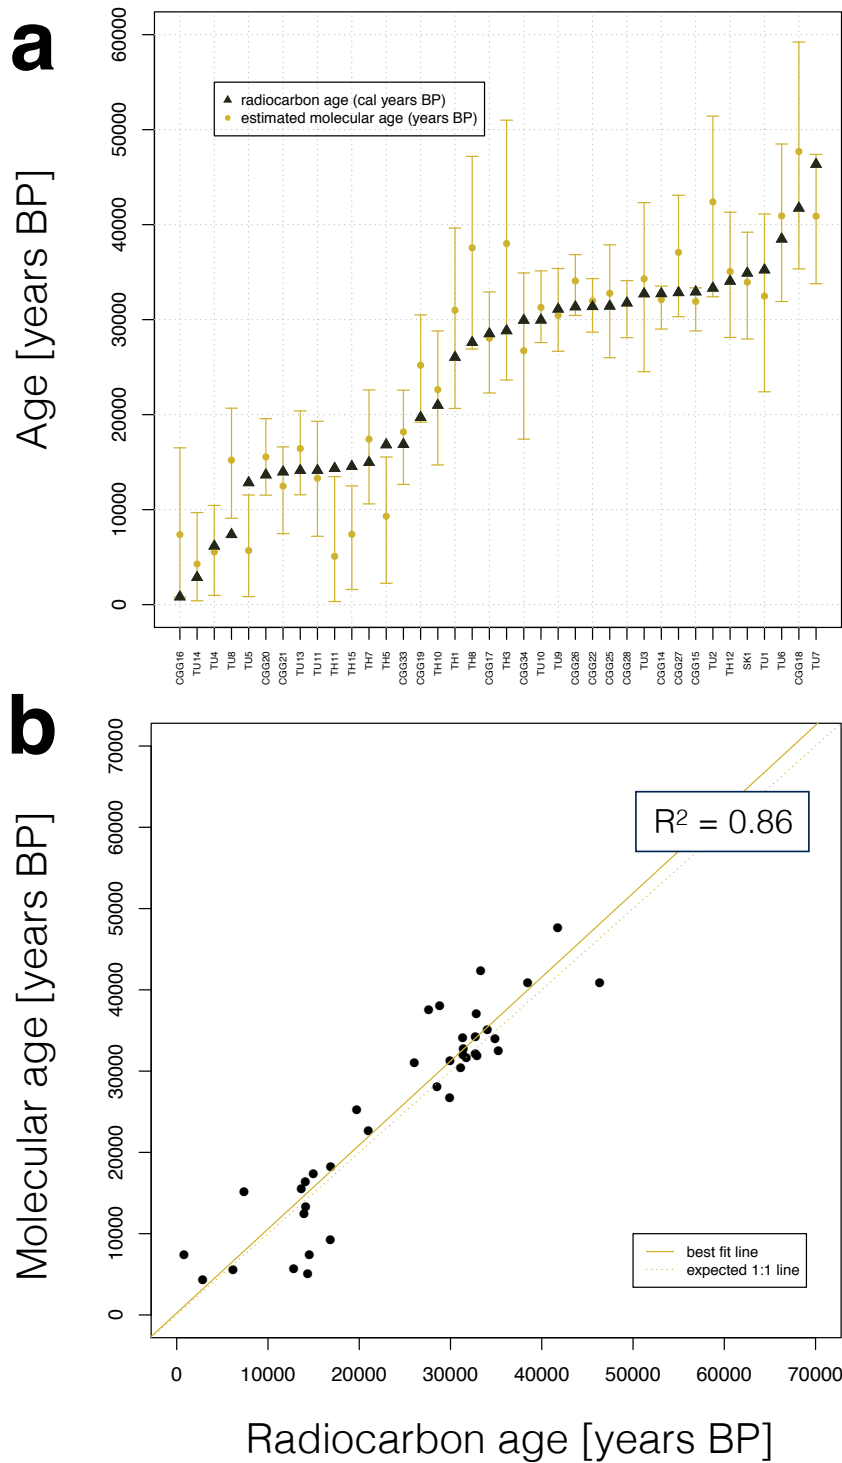 a
Age [years BP]
60000
50000
40000
30000
20000
10000
0
radiocarbon age (cal years BP)
estimated molecular age (years BP)
CGG16
TU14
TU4
TU8
TU5
CGG20
CGG21
TU13
TU11
TH11
TH15
TH7
TH5
CGG33
CGG19
TH10
TH1
TH8
CGG17
TH3
CGG34
TU10
TU9
CGG26
CGG22
CGG25
CGG28
TU3
CGG14
CGG27
CGG15
TU2
TH12
SK1
TU1
TU6
CGG18
TU7
b
Molecular age [years BP]
70000
60000
50000
40000
30000
20000
10000
0
R² = 0.86
best fit line
expected 1:1 line
0 10000 20000 30000 40000 50000 60000 70000
Radiocarbon age [years BP]